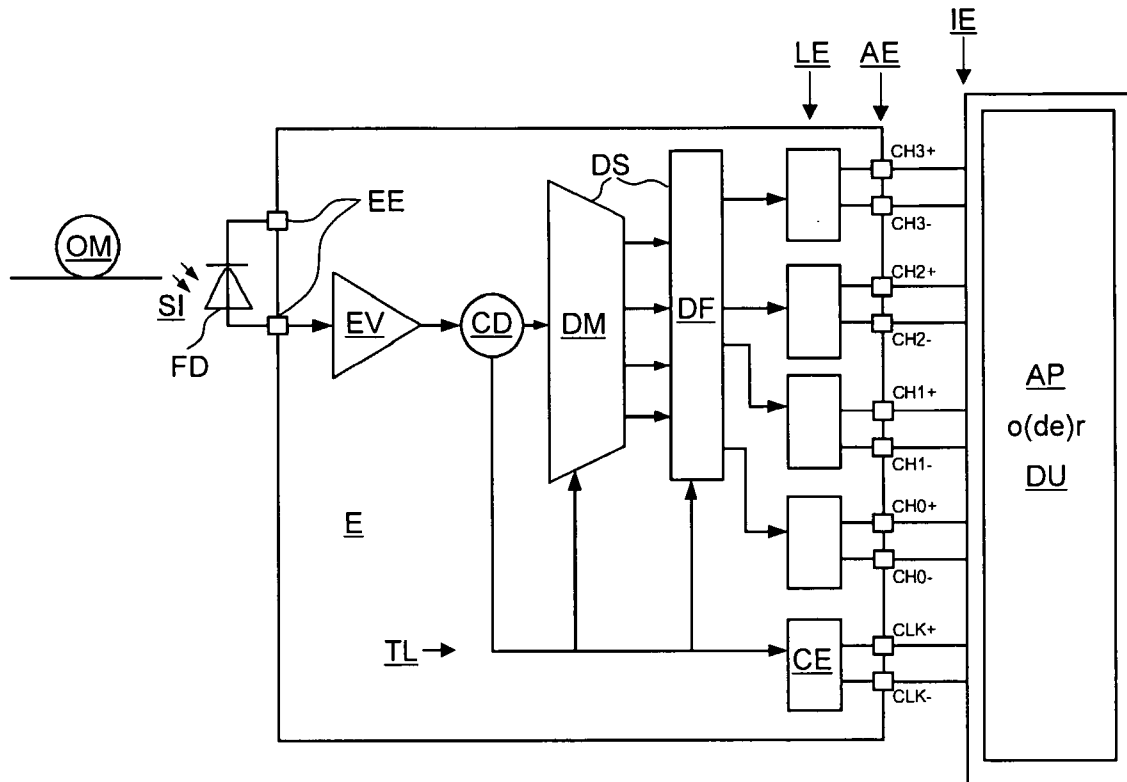 IE
LE
AE
CH3+
DS
CH3-
EE
OM
CH2+
SI
EV
CD
DM
DF
CH2-
FD
AP
CH1+
o(de)r
CH1-
DU
CH0+
E
CH0-
CLK+
TL
CE
CLK-